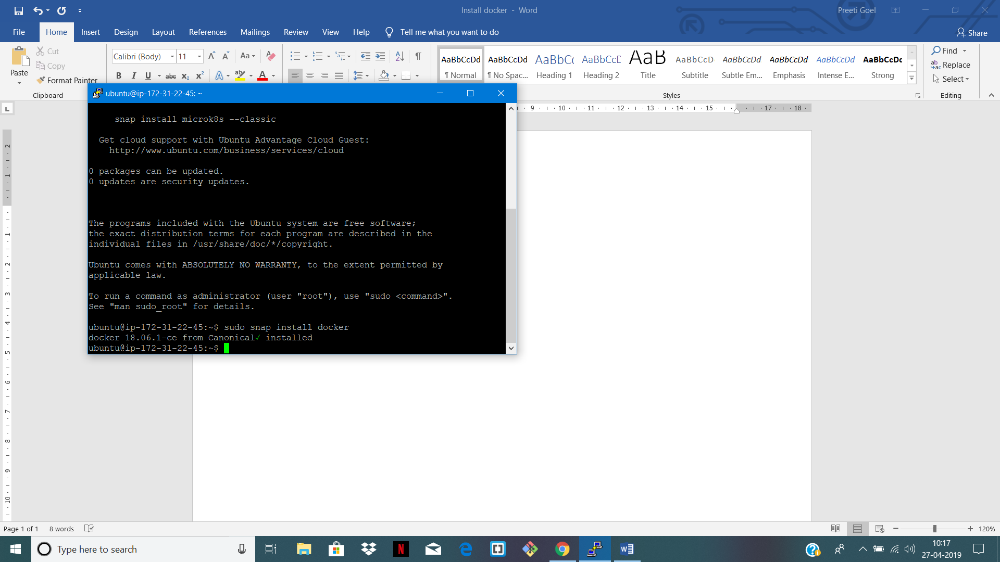 Install docker - Word
Preeti Goel
File Home Insert Design Layout References Mailings Review View Help Tell me what you want to do
Share
Cut
Copy
Format Painter
Paste
Clipboard
Calibri (Body) 11
AaBbCcDd AaBbCcDd AaBbCc AaBbCcE AaB AaBbCcD AaBbCcDd AaBbCcDd AaBbCcDd AaBbCcDc
¶ Normal ¶ No Spac... Heading 1 Heading 2 Title Subtitle Subtle Em... Emphasis Intense E... Strong
Styles
Find
Replace
Select
Editing
9 10 11 12 13 14 15 17 18
2 1 1 2 3 4 5 6 7 8 9 10
ubuntu@ip-172-31-22-45: ~
snap install microk8s --classic
Get cloud support with Ubuntu Advantage Cloud Guest:
http://www.ubuntu.com/business/services/cloud
0 packages can be updated.
0 updates are security updates.
The programs included with the Ubuntu system are free software;
the exact distribution terms for each program are described in the
individual files in /usr/share/doc/*/copyright.
Ubuntu comes with ABSOLUTELY NO WARRANTY, to the extent permitted by
applicable law.
To run a command as administrator (user "root"), use "sudo <command>".
See "man sudo_root" for details.
ubuntu@ip-172-31-22-45:~$ sudo snap install docker
docker 18.06.1-ce from Canonical✓ installed
ubuntu@ip-172-31-22-45:~$
Page 1 of 1 8 words
120%
Type here to search
10:17
27-04-2019